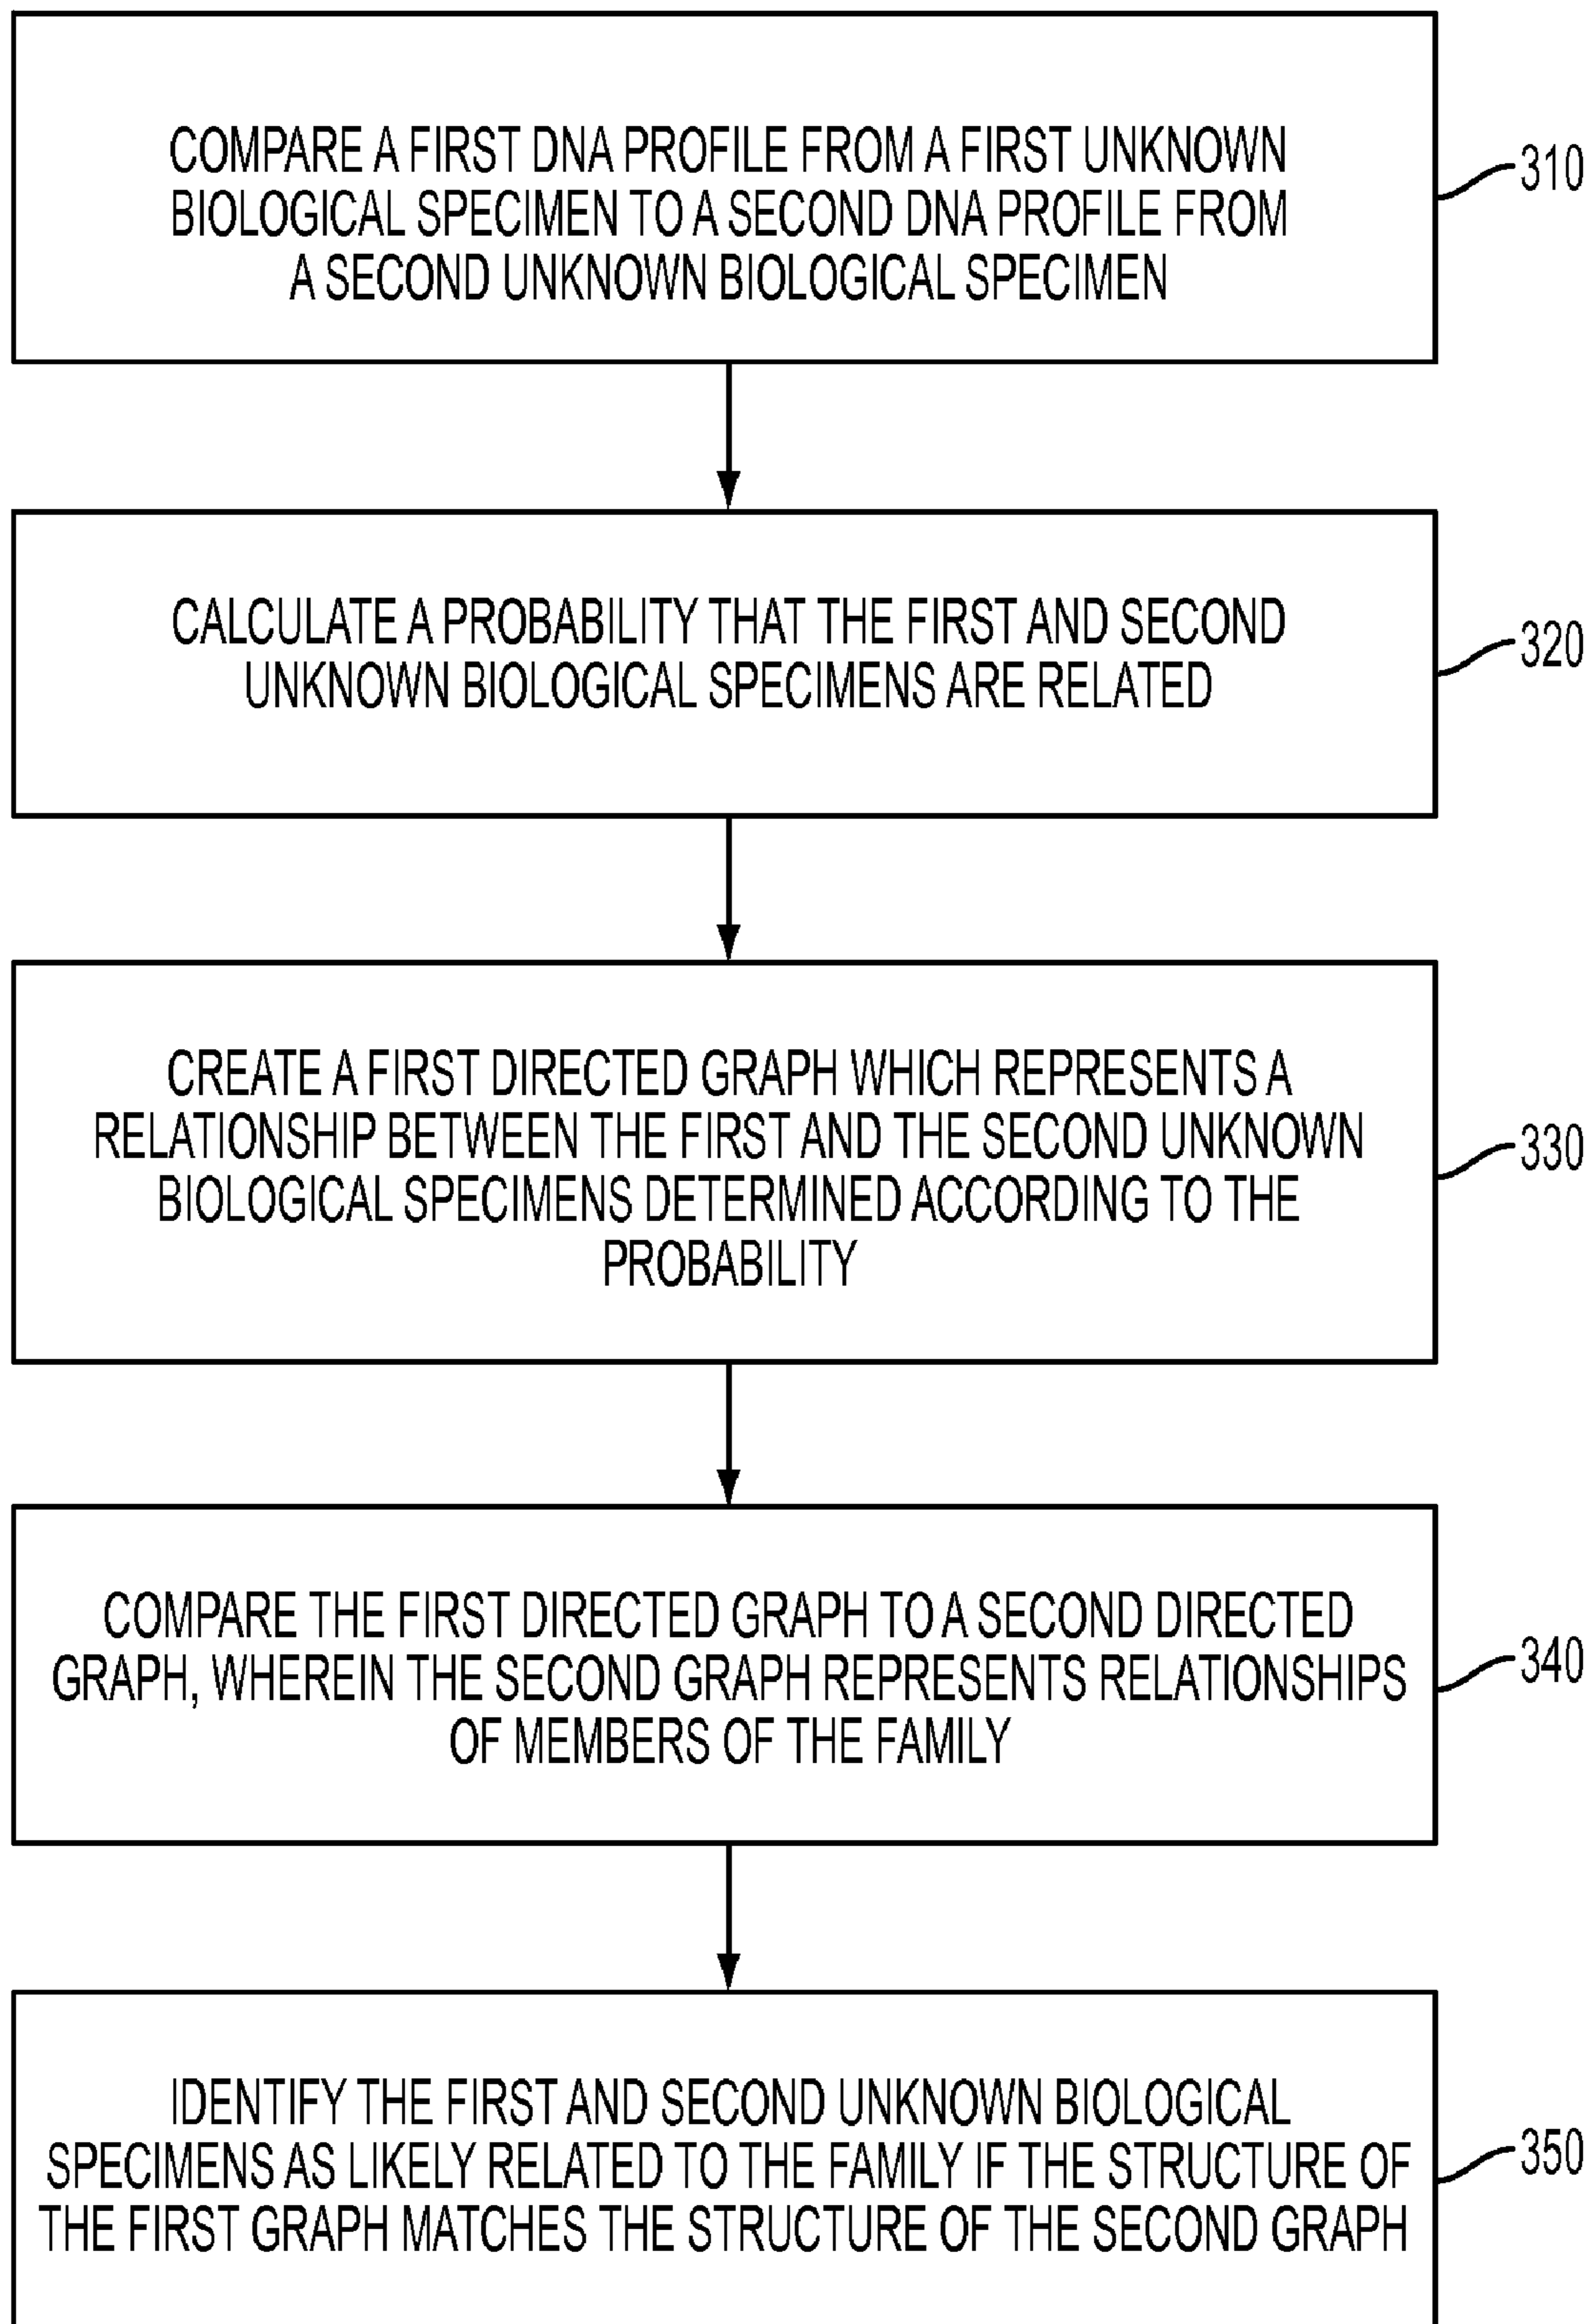 COMPARE A FIRST DNA PROFILE FROM A FIRST UNKNOWN
BIOLOGICAL SPECIMEN TO A SECOND DNA PROFILE FROM
A SECOND UNKNOWN BIOLOGICAL SPECIMEN
310
CALCULATE A PROBABILITY THAT THE FIRST AND SECOND
UNKNOWN BIOLOGICAL SPECIMENS ARE RELATED
320
CREATE A FIRST DIRECTED GRAPH WHICH REPRESENTS A
RELATIONSHIP BETWEEN THE FIRST AND THE SECOND UNKNOWN
BIOLOGICAL SPECIMENS DETERMINED ACCORDING TO THE
PROBABILITY
330
COMPARE THE FIRST DIRECTED GRAPH TO A SECOND DIRECTED
GRAPH, WHEREIN THE SECOND GRAPH REPRESENTS RELATIONSHIPS
OF MEMBERS OF THE FAMILY
340
IDENTIFY THE FIRST AND SECOND UNKNOWN BIOLOGICAL
SPECIMENS AS LIKELY RELATED TO THE FAMILY IF THE STRUCTURE OF
THE FIRST GRAPH MATCHES THE STRUCTURE OF THE SECOND GRAPH
350